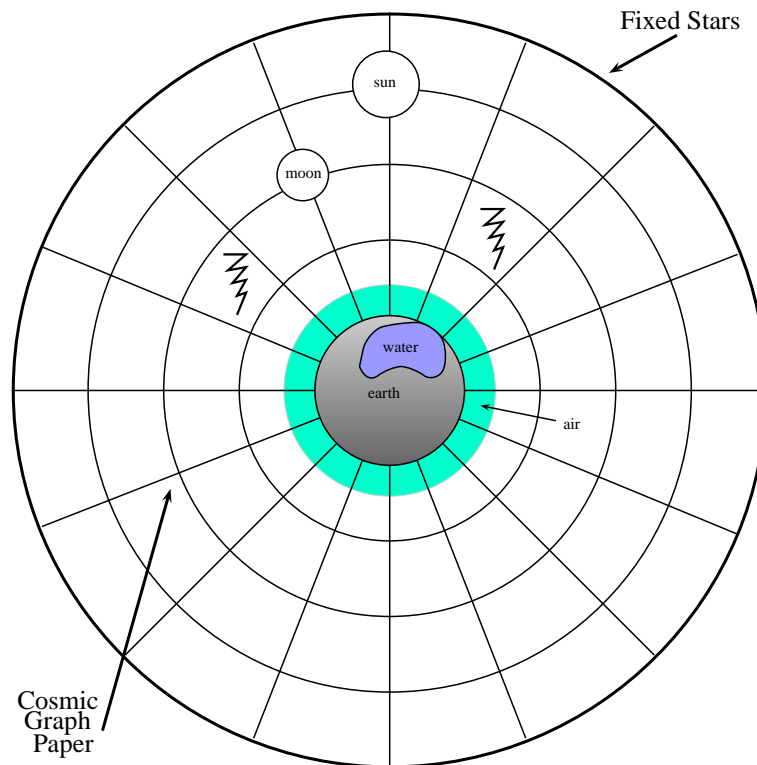 Fixed Stars
sun
moon
water
earth
air
Cosmic
Graph
Paper